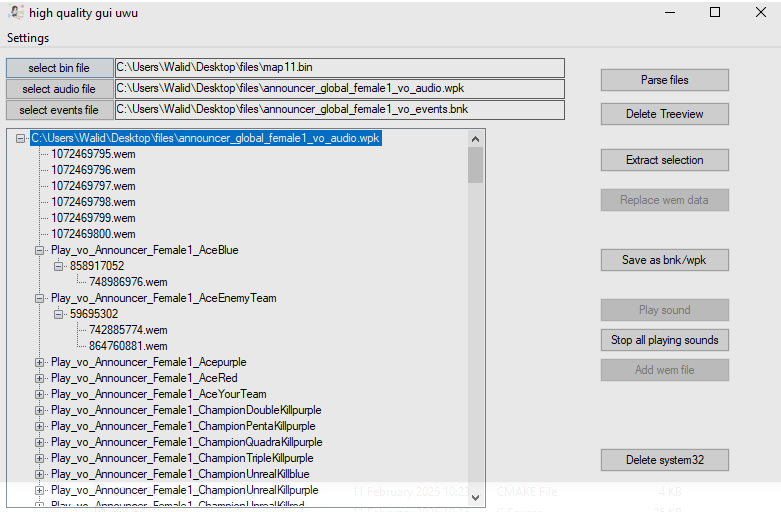 high quality gui uwu
Settings
select bin file C:\Users\Walid\Desktop\files\map11.bin
select audio file C:\Users\Walid\Desktop\files\announcer_global_female1_vo_audio.wpk
select events file C:\Users\Walid\Desktop\files\announcer_global_female1_vo_events.bnk
C:\Users\Walid\Desktop\files\announcer_global_female1_vo_audio.wpk
1072469795.wem
1072469796.wem
1072469797.wem
1072469798.wem
1072469799.wem
1072469800.wem
Play_vo_Announcer_Female1_AceBlue
858917052
748986976.wem
Play_vo_Announcer_Female1_AceEnemyTeam
59695302
742885774.wem
864760881.wem
Play_vo_Announcer_Female1_Acepurple
Play_vo_Announcer_Female1_AceRed
Play_vo_Announcer_Female1_AceYourTeam
Play_vo_Announcer_Female1_ChampionDoubleKillpurple
Play_vo_Announcer_Female1_ChampionPentaKillpurple
Play_vo_Announcer_Female1_ChampionQuadraKillpurple
Play_vo_Announcer_Female1_ChampionTripleKillpurple
Play_vo_Announcer_Female1_ChampionUnrealKillblue
Play_vo_Announcer_Female1_ChampionUnrealKillpurple
Play_vo_Announcer_Female1_ChampionUnrealKillred
Parse files
Delete Treeview
Extract selection
Replace wem data
Save as bnk/wpk
Play sound
Stop all playing sounds
Add wem file
Delete system32
11 February 2025 10:23 CMAKE File 4 KB